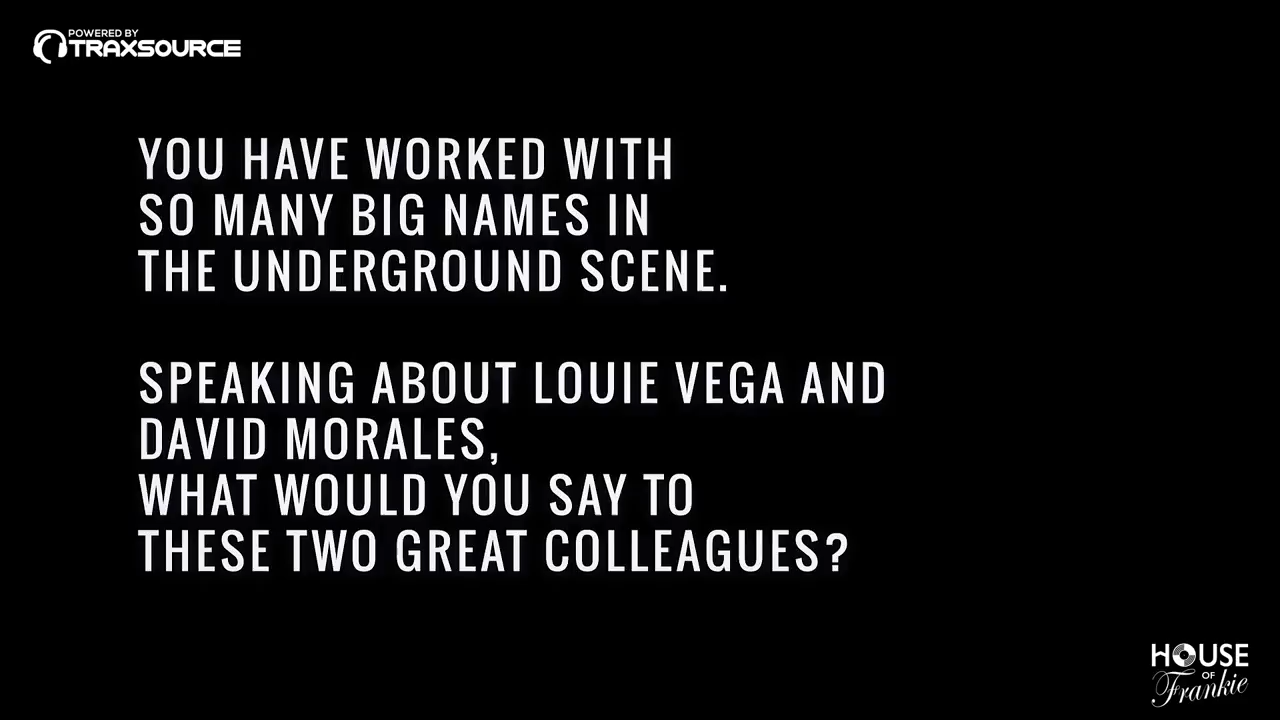 POWERED BY
TRAXSOURCE
YOU HAVE WORKED WITH
SO MANY BIG NAMES IN
THE UNDERGROUND SCENE.
SPEAKING ABOUT LOUIE VEGA AND
DAVID MORALES,
WHAT WOULD YOU SAY TO
THESE TWO GREAT COLLEAGUES?
HOUSE
OF
Frankie